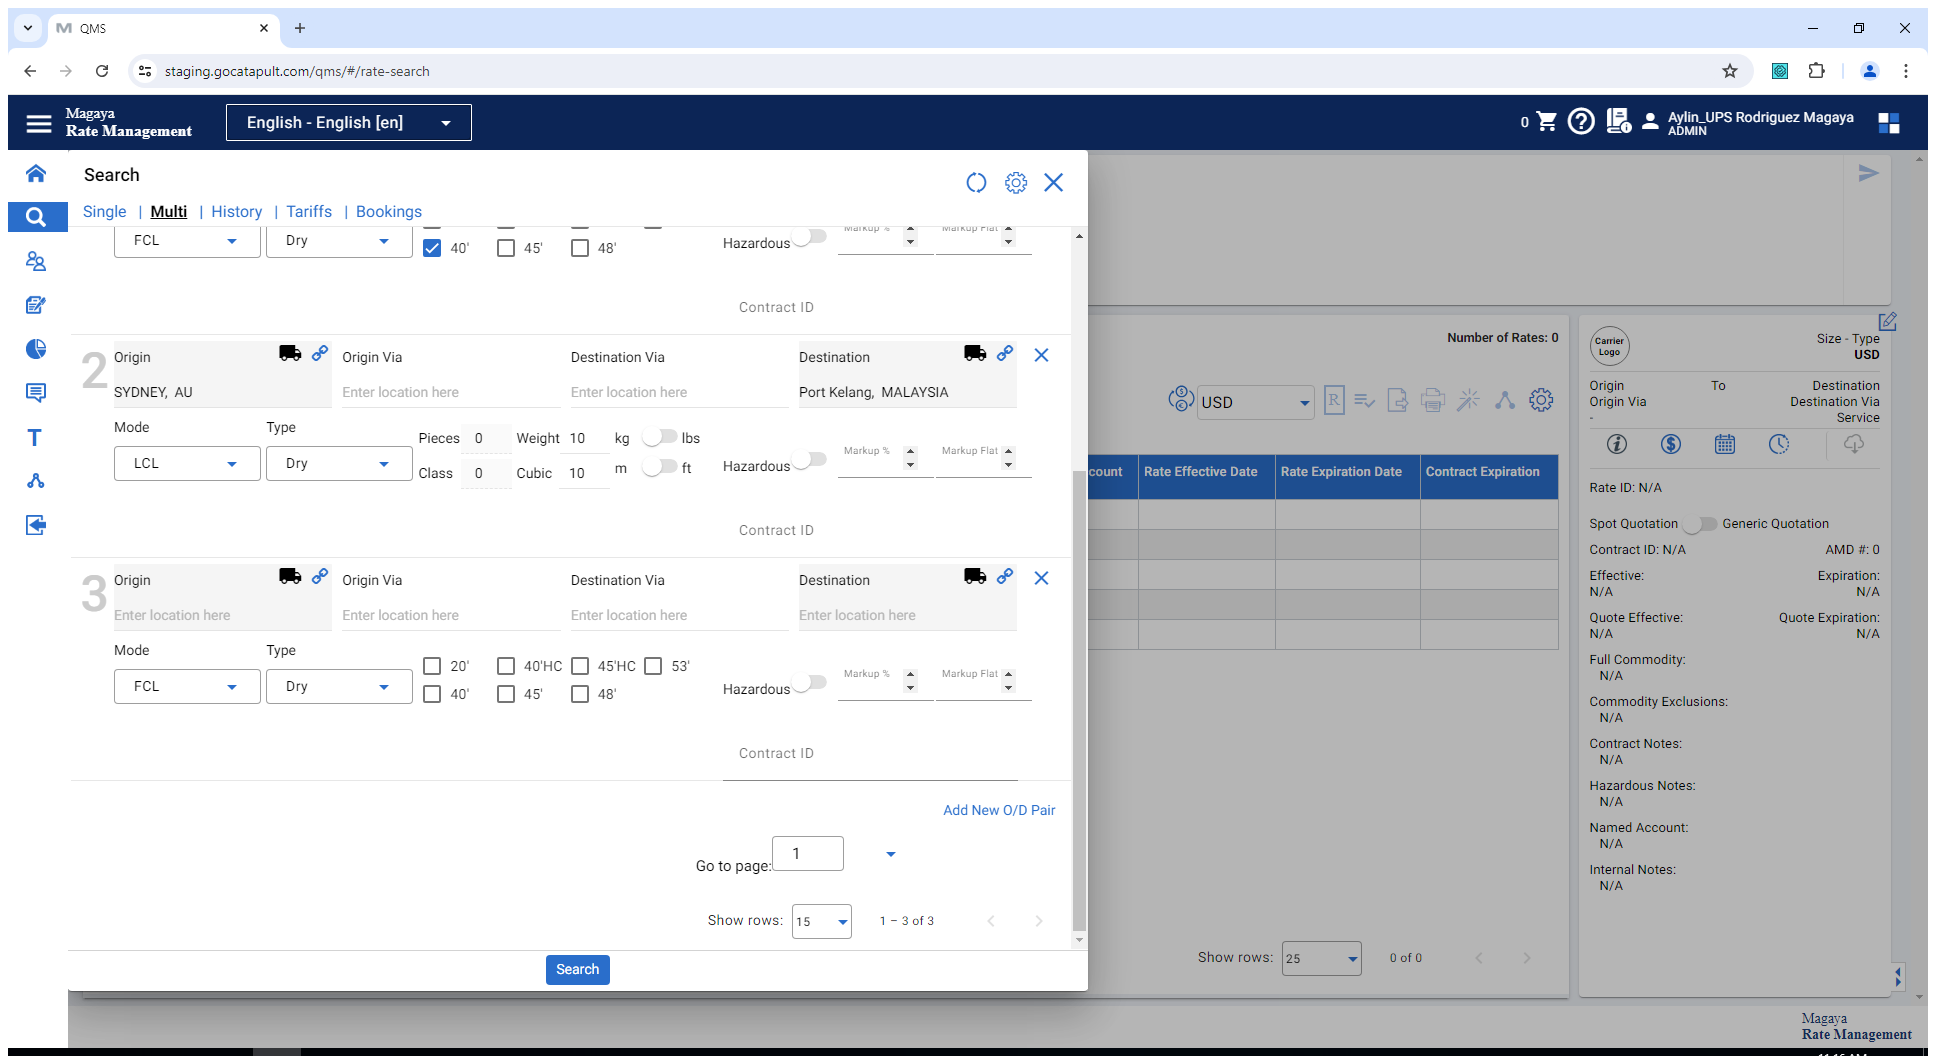 QMS
staging.gocatapult.com/qms/#/rate-search
Magaya
Rate Management
English - English [en]
0
Aylin_UPS Rodriguez Magaya
ADMIN
Search
Single | Multi | History | Tariffs | Bookings
FCL
Dry
40'
45'
48'
Hazardous
Markup %
Markup Flat
Contract ID
2
Origin
Origin Via
Destination Via
Destination
SYDNEY, AU
Enter location here
Enter location here
Port Kelang, MALAYSIA
Mode
Type
LCL
Dry
Pieces 0 Weight 10 kg lbs
Class 0 Cubic 10 m ft
Hazardous
Markup %
Markup Flat
Contract ID
3
Origin
Origin Via
Destination Via
Destination
Enter location here
Enter location here
Enter location here
Enter location here
Mode
Type
FCL
Dry
20' 40'HC 45'HC 53'
40' 45' 48'
Hazardous
Markup %
Markup Flat
Contract ID
Add New O/D Pair
Go to page: 1
Show rows: 15 1 – 3 of 3
Search
Number of Rates: 0
USD
R
count
Rate Effective Date
Rate Expiration Date
Contract Expiration
Show rows: 25 0 of 0
Carrier
Logo
Size - Type
USD
Origin To Destination
Origin Via Destination Via
- Service
Rate ID: N/A
Spot Quotation Generic Quotation
Contract ID: N/A AMD #: 0
Effective: Expiration:
N/A N/A
Quote Effective: Quote Expiration:
N/A N/A
Full Commodity:
N/A
Commodity Exclusions:
N/A
Contract Notes:
N/A
Hazardous Notes:
N/A
Named Account:
N/A
Internal Notes:
N/A
Magaya
Rate Management